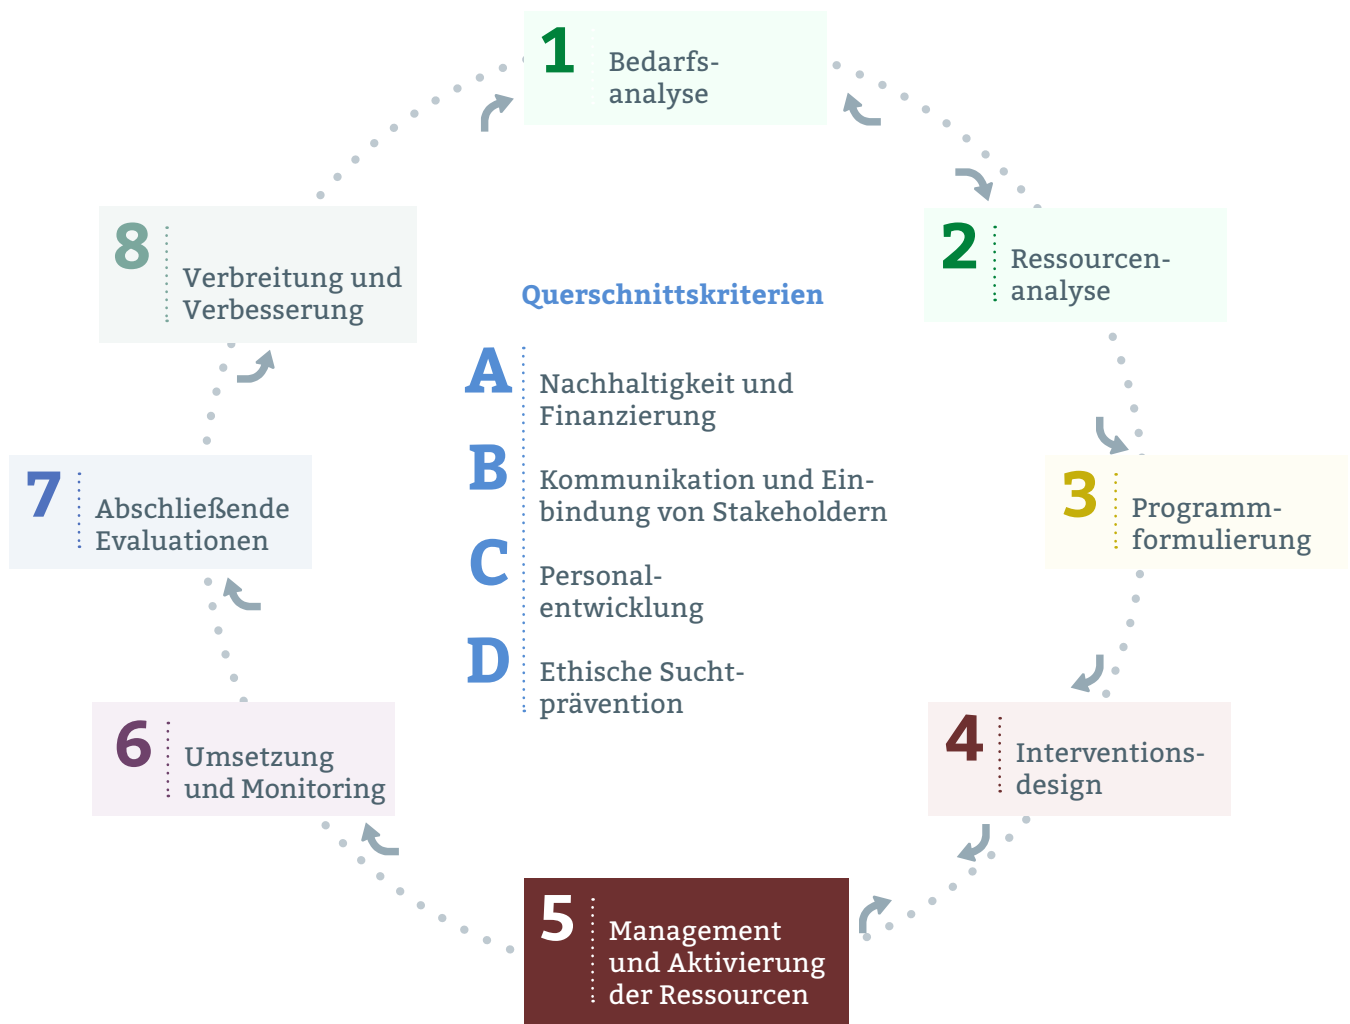 1
Bedarfs-
analyse
2
Ressourcen-
analyse
3
Programm-
formulierung
4
Interventions-
design
5
Management
und Aktivierung
der Ressourcen
6
Umsetzung
und Monitoring
7
Abschließende
Evaluationen
8
Verbreitung und
Verbesserung
Querschnittskriterien
A
Nachhaltigkeit und
Finanzierung
B
Kommunikation und Ein-
bindung von Stakeholdern
C
Personal-
entwicklung
D
Ethische Sucht-
prävention